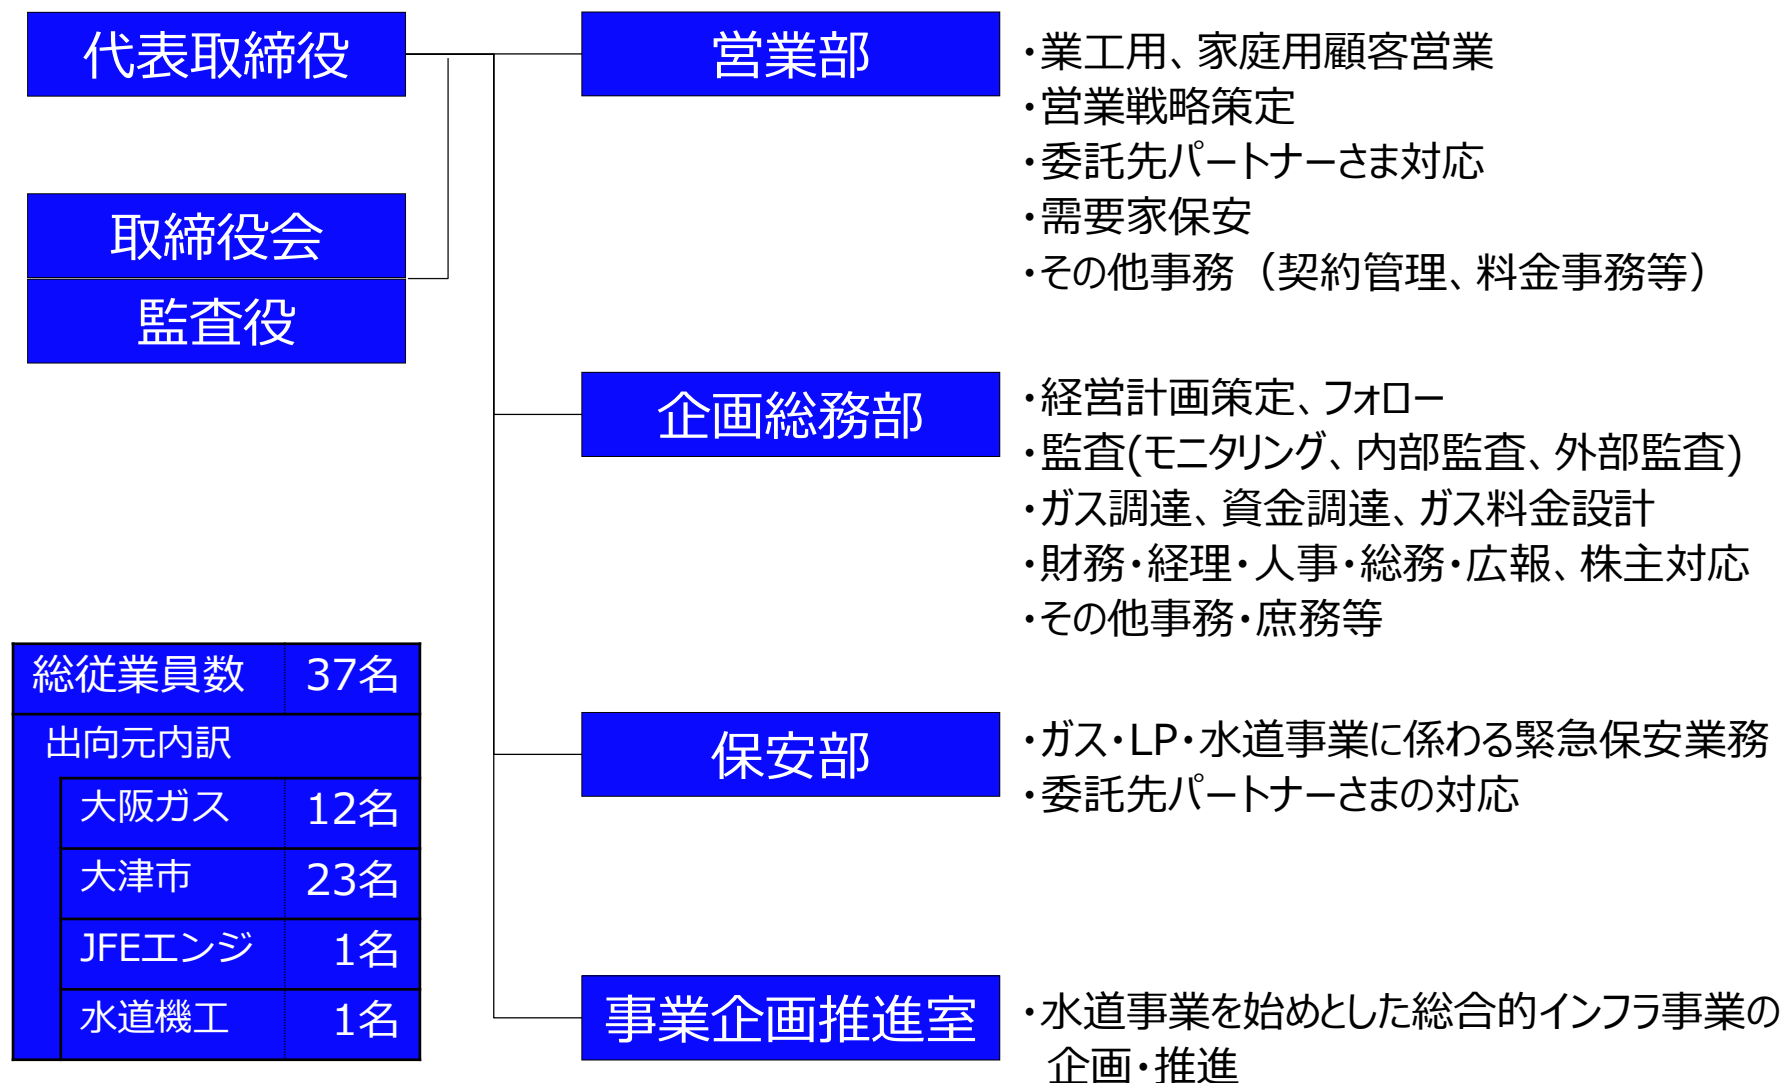 代表取締役
取締役会
監査役
営業部
・業工用、家庭用顧客営業
・営業戦略策定
・委託先パートナーさま対応
・需要家保安
・その他事務（契約管理、料金事務等）
企画総務部
・経営計画策定、フォロー
・監査(モニタリング、内部監査、外部監査)
・ガス調達、資金調達、ガス料金設計
・財務・経理・人事・総務・広報、株主対応
・その他事務・庶務等
保安部
・ガス・LP・水道事業に係わる緊急保安業務
・委託先パートナーさまの対応
事業企画推進室
・水道事業を始めとした総合的インフラ事業の
企画・推進
総従業員数 37名
出向元内訳
大阪ガス 12名
大津市 23名
JFEエンジ 1名
水道機工 1名